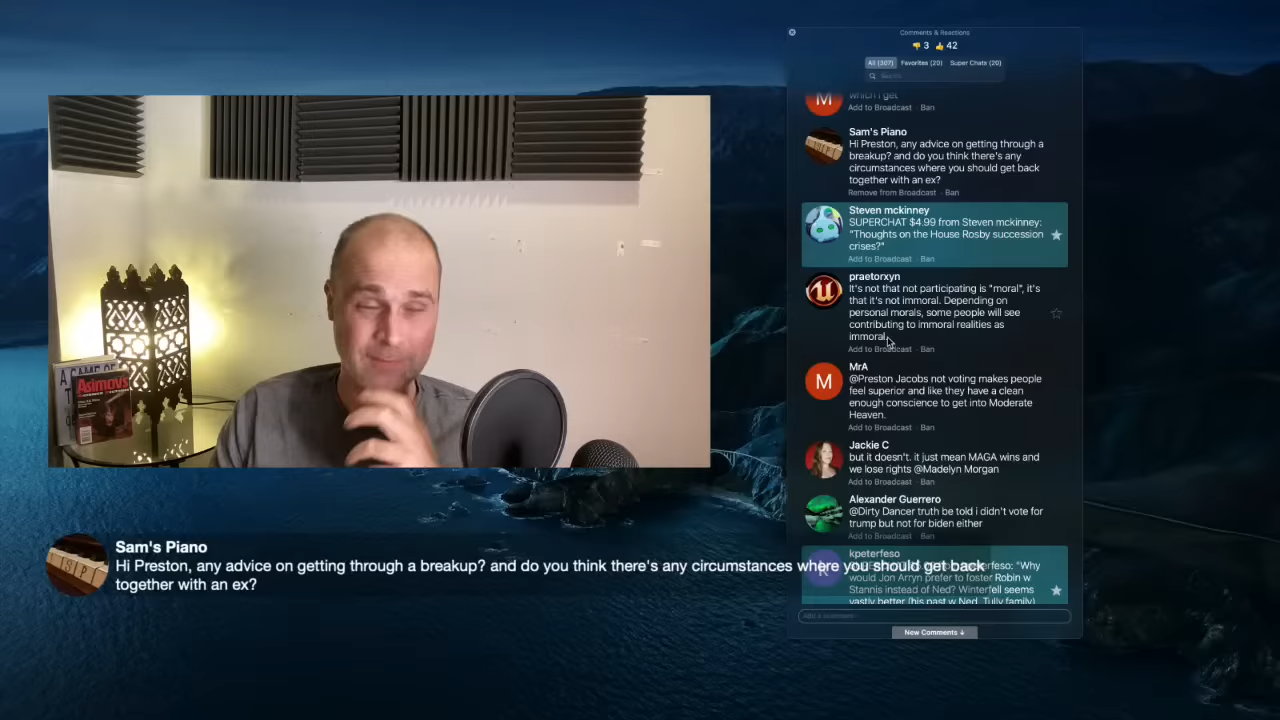 Comments & Reactions
👎 3 👍 42
All (307) Favorites (20) Super Chats (20)
Search
which i get
M
Add to Broadcast · Ban
Sam's Piano
Hi Preston, any advice on getting through a
breakup? and do you think there's any
circumstances where you should get back
together with an ex?
Remove from Broadcast · Ban
Steven mckinney
SUPERCHAT $4.99 from Steven mckinney:
"Thoughts on the House Rosby succession
crises?"
Add to Broadcast · Ban
praetorxyn
It's not that not participating is "moral", it's
that it's not immoral. Depending on
personal morals, some people will see
contributing to immoral realities as
immoral.
Add to Broadcast · Ban
MrA
M
@Preston Jacobs not voting makes people
feel superior and like they have a clean
enough conscience to get into Moderate
Heaven.
Add to Broadcast · Ban
Jackie C
but it doesn't. it just mean MAGA wins and
we lose rights @Madelyn Morgan
Add to Broadcast · Ban
Alexander Guerrero
@Dirty Dancer truth be told i didn't vote for
trump but not for biden either
Add to Broadcast · Ban
kpeterfeso
K
feso: "Why
would Jon Arryn prefer to foster Robin w
Stannis instead of Ned? Winterfell seems
vastly better (his past w Ned, Tully family)
Add a comment
New Comments ↓
A GAME OF
Asimov's
ISP
Sam's Piano
Hi Preston, any advice on getting through a breakup? and do you think there's any circumstances where you should get back
together with an ex?